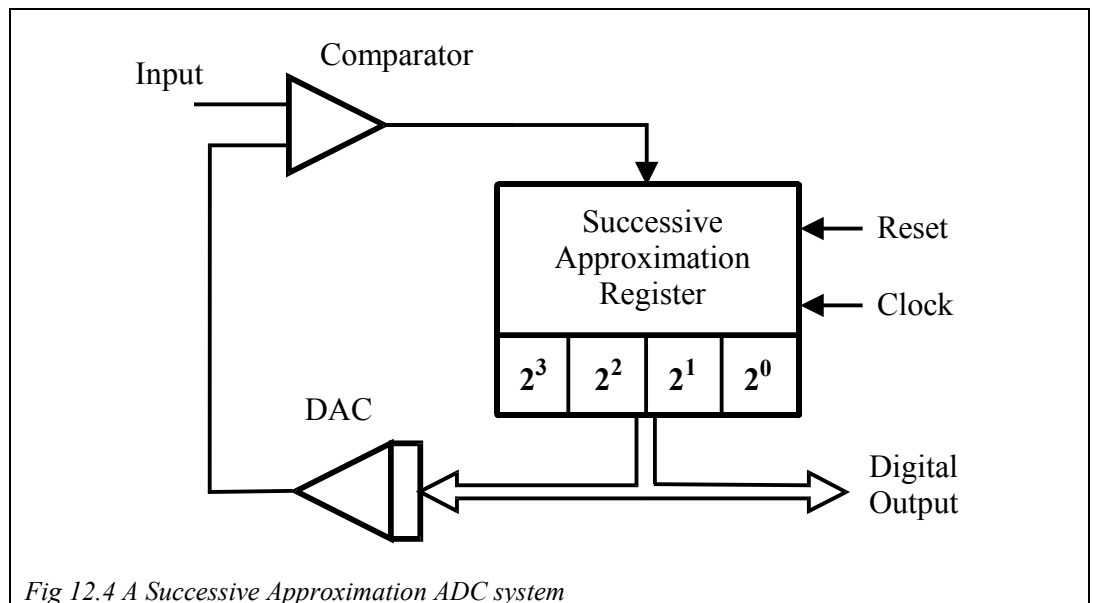 Comparator
Input
Successive
Approximation
Register
Reset
Clock
2³ 2² 2¹ 2⁰
DAC
Digital
Output
Fig 12.4 A Successive Approximation ADC system